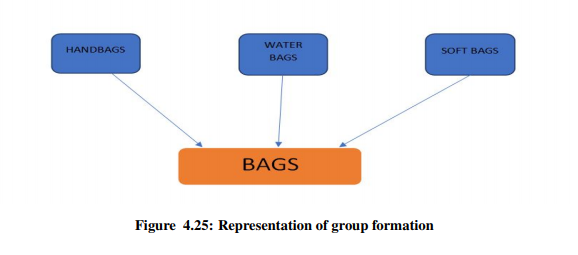 HANDBAGS
WATER
BAGS
SOFT BAGS
BAGS
Figure 4.25: Representation of group formation